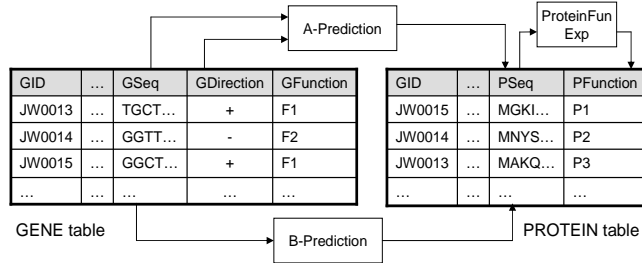 A-Prediction
ProteinFun
Exp
GID … GSeq GDirection GFunction
JW0013 … TGCT… + F1
JW0014 … GGTT… - F2
JW0015 … GGCT… + F1
… … … … …
GID … PSeq PFunction
JW0015 … MGKI… P1
JW0014 … MNYS… P2
JW0013 … MAKQ… P3
… … … …
GENE table
B-Prediction
PROTEIN table